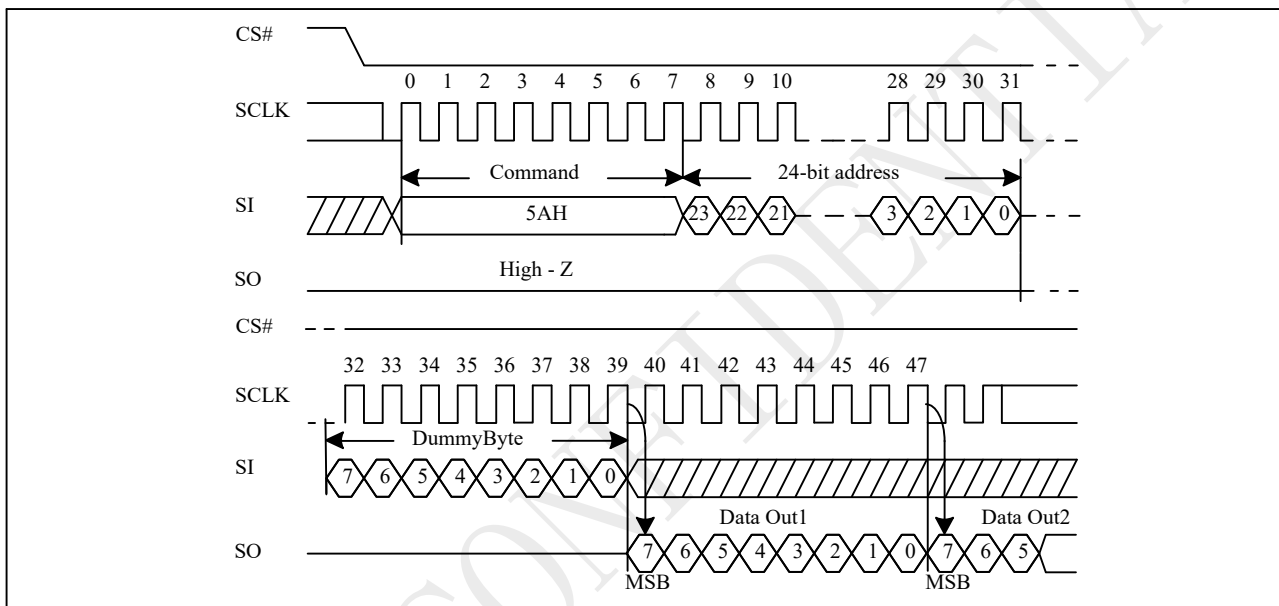 CS#
0 1 2 3 4 5 6 7 8 9 10 28 29 30 31
SCLK
Command 24-bit address
SI 5AH 23 22 21 3 2 1 0
High - Z
SO
CS#
32 33 34 35 36 37 38 39 40 41 42 43 44 45 46 47
SCLK
DummyByte
SI 7 6 5 4 3 2 1 0
Data Out1 Data Out2
SO 7 6 5 4 3 2 1 0 7 6 5
MSB MSB